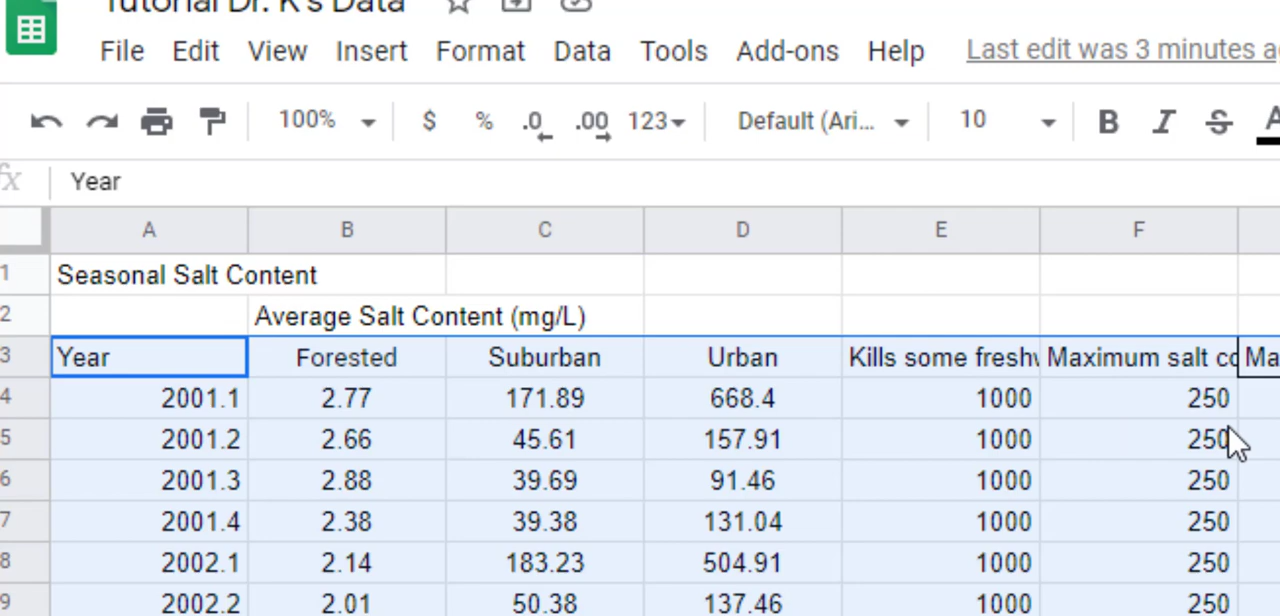 Tutorial Dr. K's Data
File Edit View Insert Format Data Tools Add-ons Help Last edit was 3 minutes
100% $ % .0 .00 123 Default (Ari... 10 B I S A
fx Year
A B C D E F
1 Seasonal Salt Content
2 Average Salt Content (mg/L)
3 Year Forested Suburban Urban Kills some freshw Maximum salt co Ma
4 2001.1 2.77 171.89 668.4 1000 250
5 2001.2 2.66 45.61 157.91 1000 250
6 2001.3 2.88 39.69 91.46 1000 250
7 2001.4 2.38 39.38 131.04 1000 250
8 2002.1 2.14 183.23 504.91 1000 250
9 2002.2 2.01 50.38 137.46 1000 250